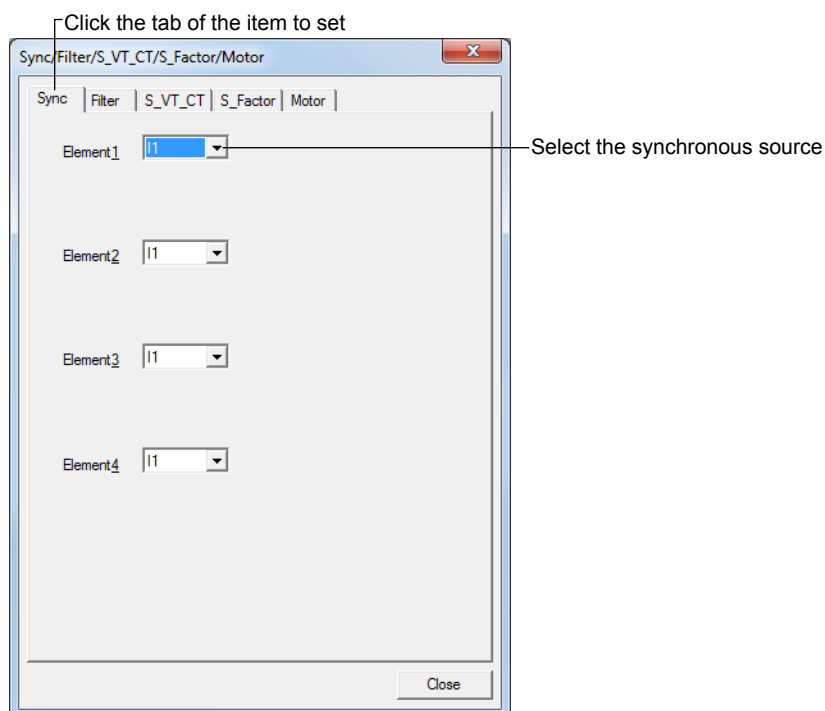 Click the tab of the item to set
Sync/Filter/S_VT_CT/S_Factor/Motor
Sync Filter S_VT_CT S_Factor Motor
Element1 I1 Select the synchronous source
Element2 I1
Element3 I1
Element4 I1
Close